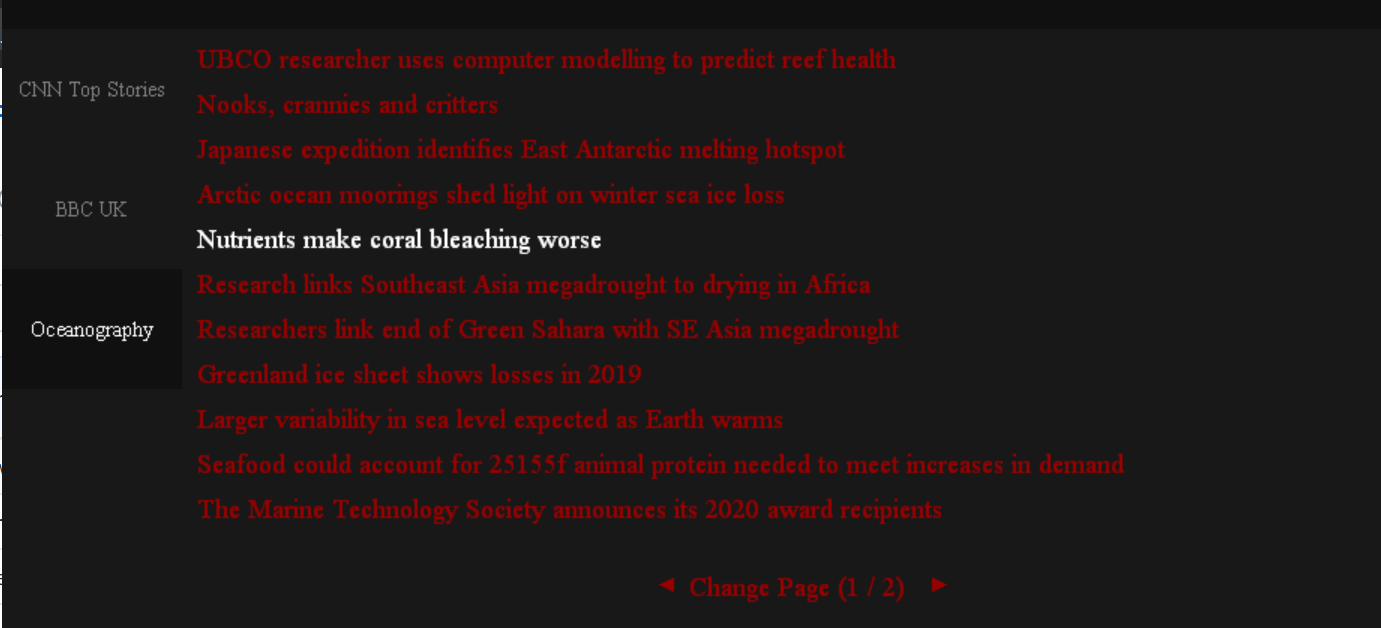 CNN Top Stories
BBC UK
Oceanography
UBCO researcher uses computer modelling to predict reef health
Nooks, crannies and critters
Japanese expedition identifies East Antarctic melting hotspot
Arctic ocean moorings shed light on winter sea ice loss
Nutrients make coral bleaching worse
Research links Southeast Asia megadrought to drying in Africa
Researchers link end of Green Sahara with SE Asia megadrought
Greenland ice sheet shows losses in 2019
Larger variability in sea level expected as Earth warms
Seafood could account for 25155f animal protein needed to meet increases in demand
The Marine Technology Society announces its 2020 award recipients
◄ Change Page (1 / 2) ►